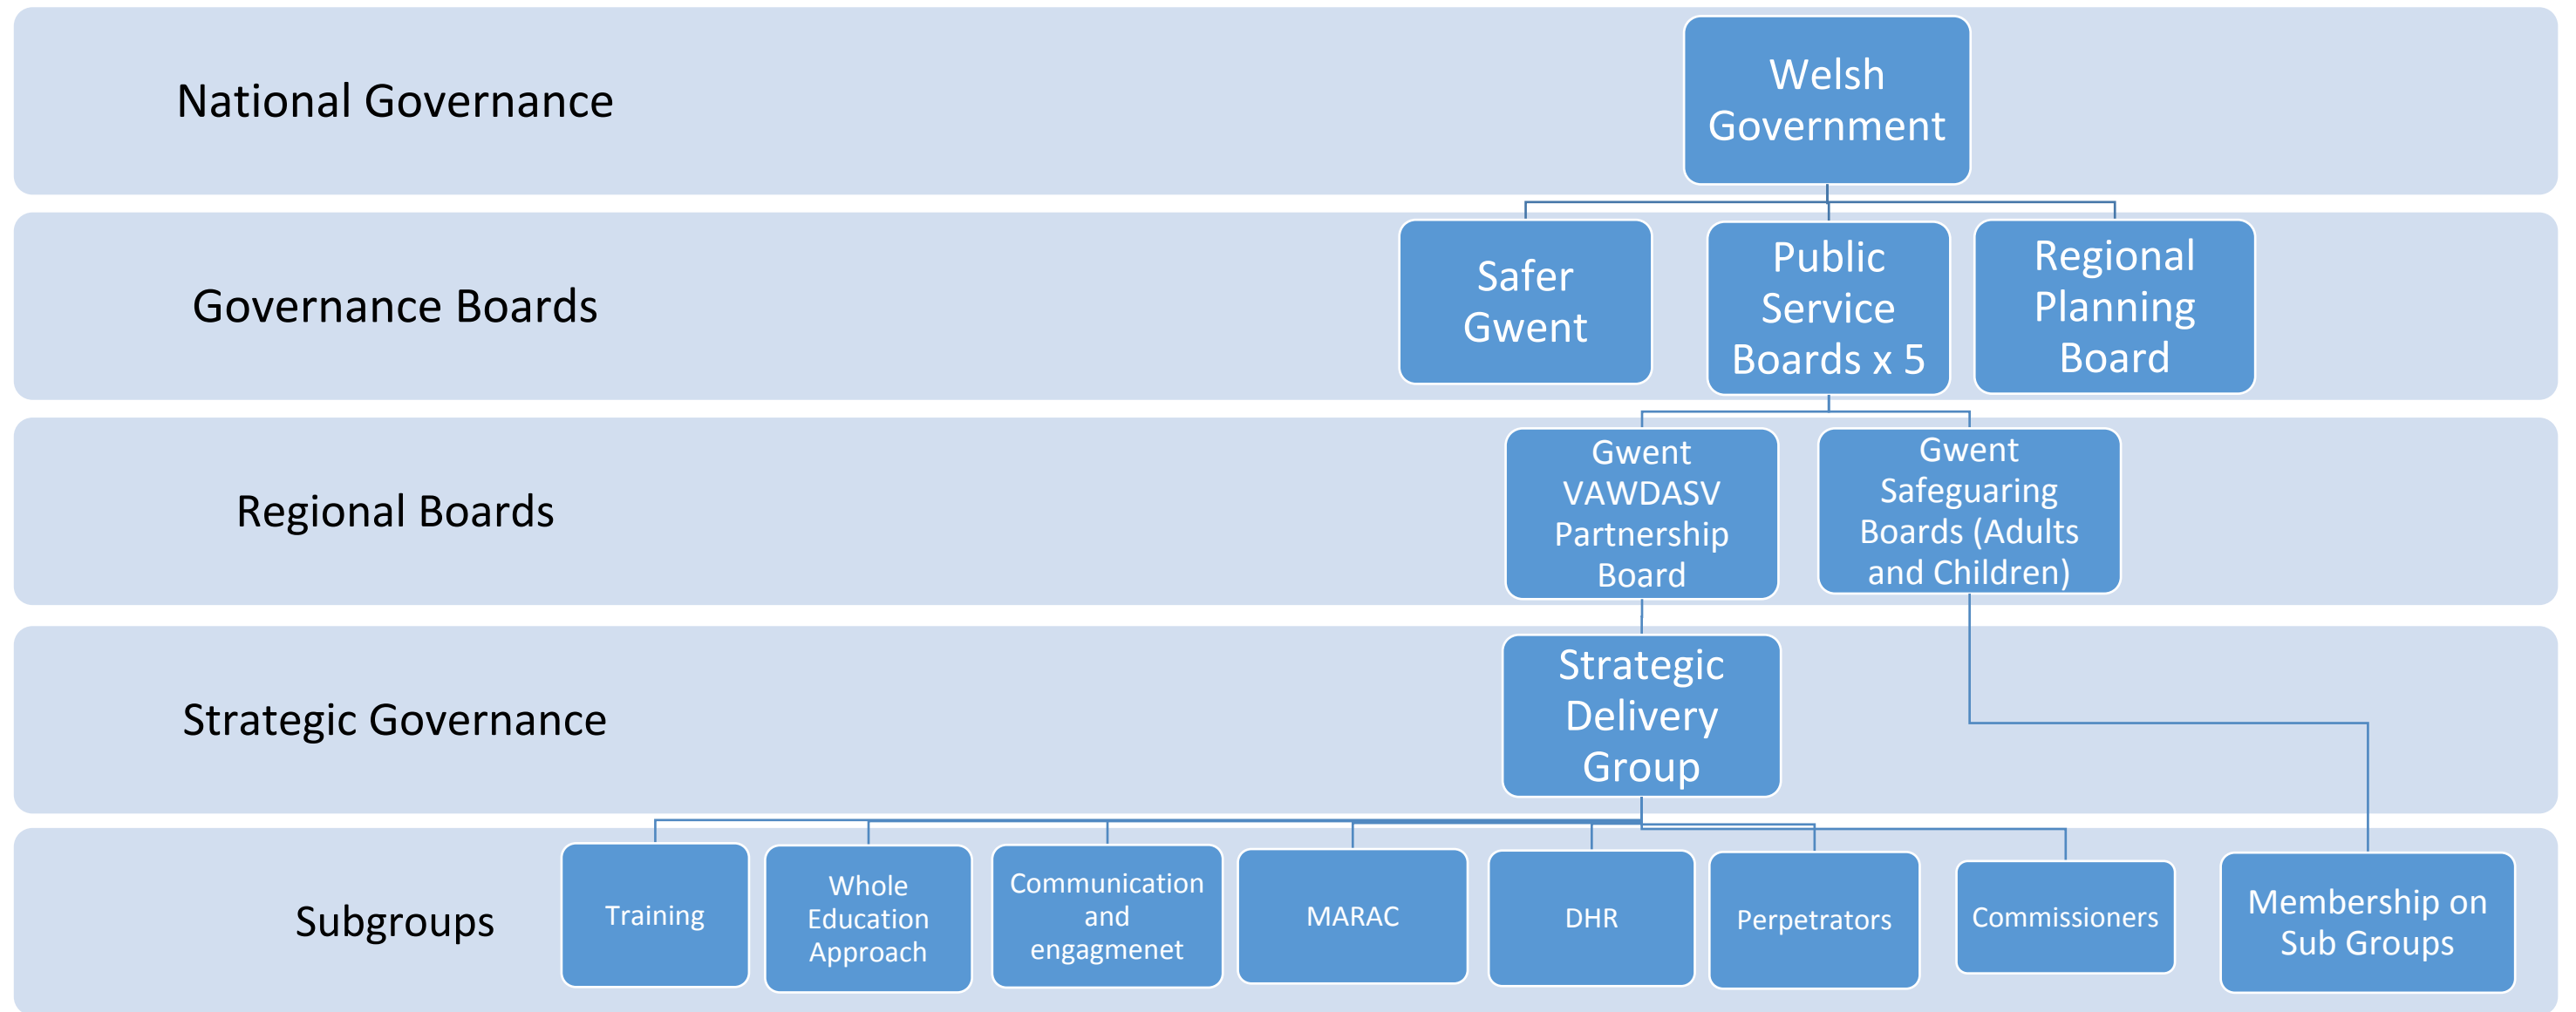 National Governance
Welsh
Government
Governance Boards
Safer
Gwent
Public
Service
Boards x 5
Regional
Planning
Board
Regional Boards
Gwent
VAWDASV
Partnership
Board
Gwent
Safeguaring
Boards (Adults
and Children)
Strategic Governance
Strategic
Delivery
Group
Subgroups
Training
Whole
Education
Approach
Communication
and
engagmenet
MARAC
DHR
Perpetrators
Commissioners
Membership on
Sub Groups